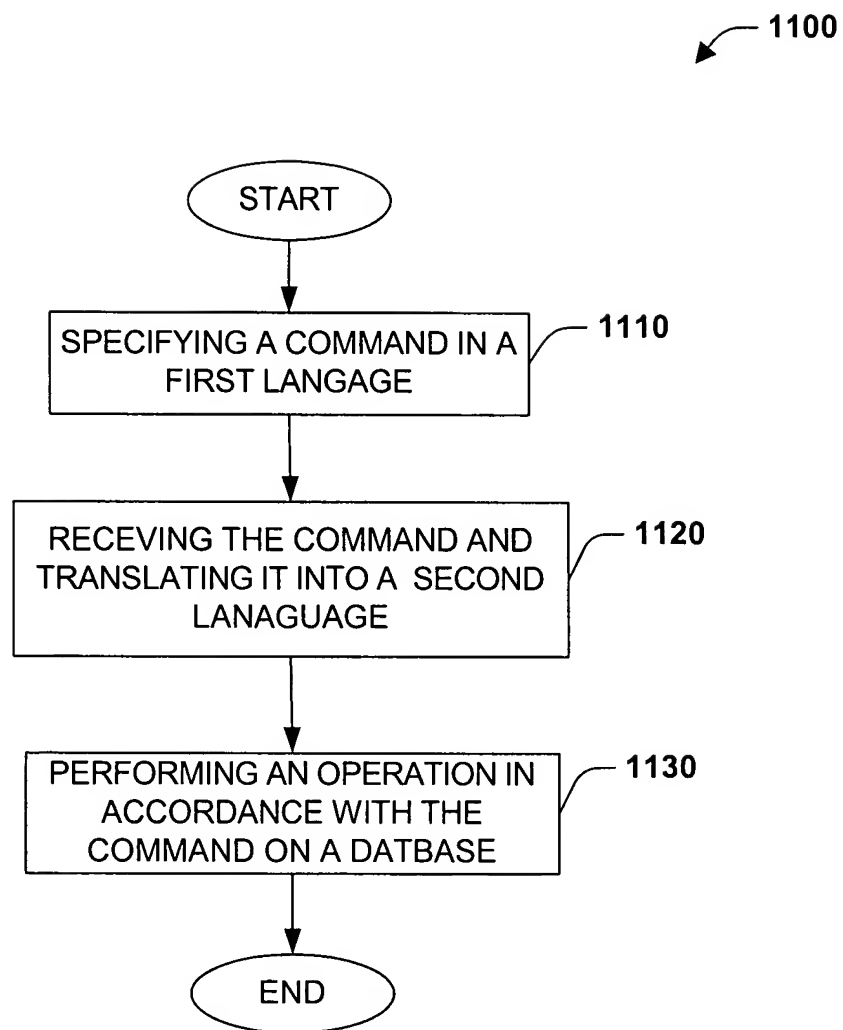 1100
START
SPECIFYING A COMMAND IN A
FIRST LANGAGE
1110
RECEVING THE COMMAND AND
TRANSLATING IT INTO A SECOND
LANAGUAGE
1120
PERFORMING AN OPERATION IN
ACCORDANCE WITH THE
COMMAND ON A DATBASE
1130
END